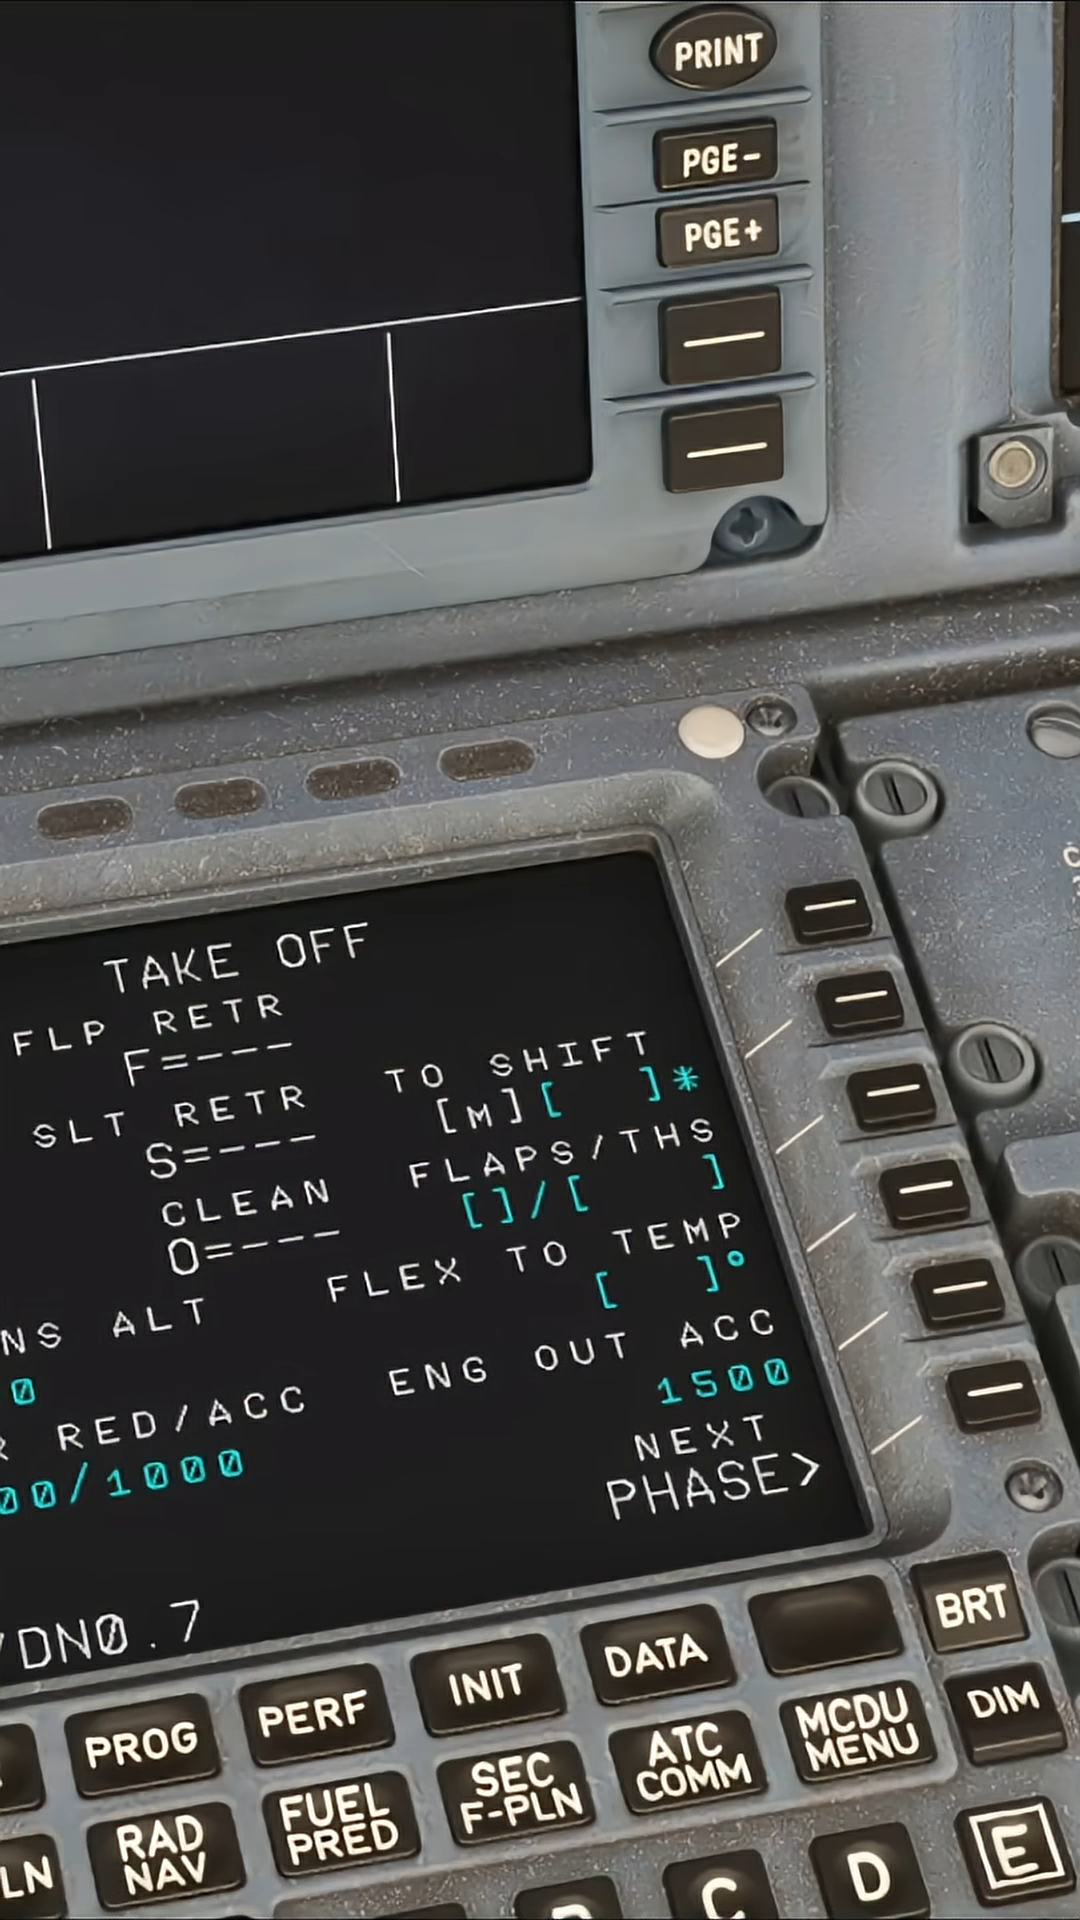 PRINT
PGE-
PGE+
TAKE OFF
FLP RETR
F=---
TO SHIFT
[M][ ]*
SLT RETR
S=---
FLAPS/THS
[]/[ ]
CLEAN
O=---
FLEX TO TEMP
[ ]°
NS ALT
0
ENG OUT ACC
1500
R RED/ACC
00/1000
NEXT
PHASE>
/DN0.7
BRT
DIM
PROG
PERF
INIT
DATA
RAD
NAV
FUEL
PRED
SEC
F-PLN
ATC
COMM
MCDU
MENU
LN
C
D
E